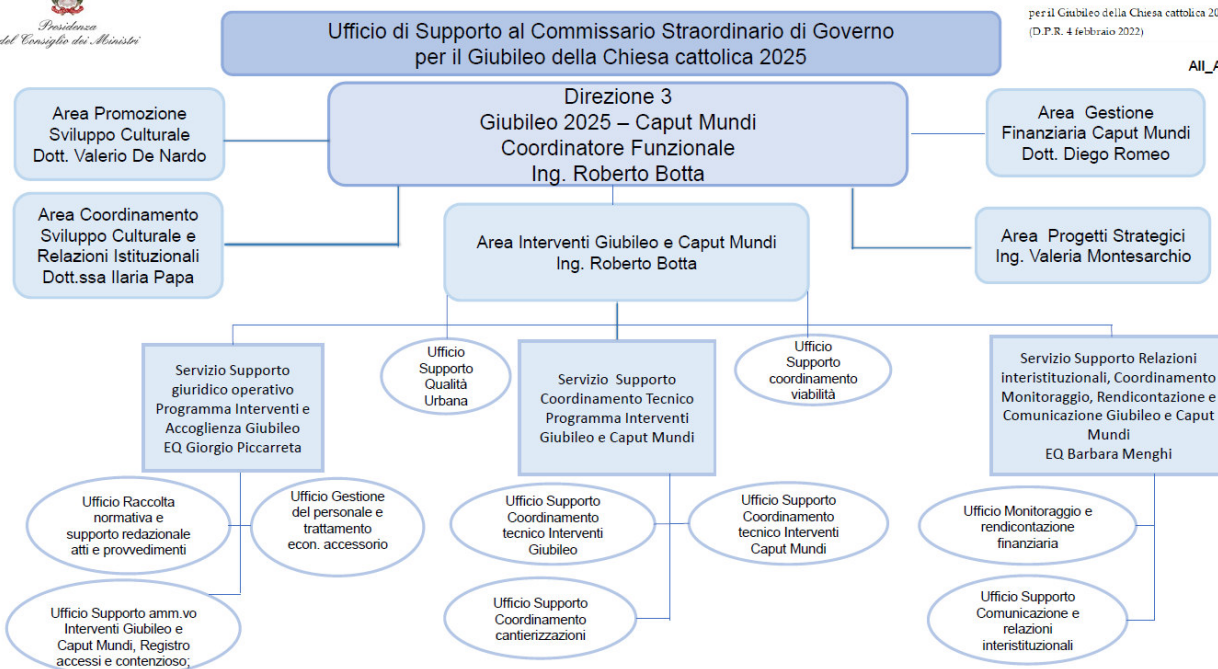 Presidenza
del Consiglio dei Ministri
Ufficio di Supporto al Commissario Straordinario di Governo
per il Giubileo della Chiesa cattolica 2025
per il Giubileo della Chiesa cattolica 20
(D.P.R. 4 febbraio 2022)
All_A
Area Promozione
Sviluppo Culturale
Dott. Valerio De Nardo
Direzione 3
Giubileo 2025 – Caput Mundi
Coordinatore Funzionale
Ing. Roberto Botta
Area Gestione
Finanziaria Caput Mundi
Dott. Diego Romeo
Area Coordinamento
Sviluppo Culturale e
Relazioni Istituzionali
Dott.ssa Ilaria Papa
Area Interventi Giubileo e Caput Mundi
Ing. Roberto Botta
Area Progetti Strategici
Ing. Valeria Montesarchio
Servizio Supporto
giuridico operativo
Programma Interventi e
Accoglienza Giubileo
EQ Giorgio Piccarreta
Ufficio
Supporto
Qualità
Urbana
Servizio Supporto
Coordinamento Tecnico
Programma Interventi
Giubileo e Caput Mundi
Ufficio
Supporto
coordinamento
viabilità
Servizio Supporto Relazioni
interistituzionali, Coordinamento
Monitoraggio, Rendicontazione e
Comunicazione Giubileo e Caput
Mundi
EQ Barbara Menghi
Ufficio Raccolta
normativa e
supporto redazionale
atti e provvedimenti
Ufficio Gestione
del personale e
trattamento
econ. accessorio
Ufficio Supporto
Coordinamento
tecnico Interventi
Giubileo
Ufficio Supporto
Coordinamento
tecnico Interventi
Caput Mundi
Ufficio Monitoraggio e
rendicontazione
finanziaria
Ufficio Supporto amm.vo
Interventi Giubileo e
Caput Mundi, Registro
accessi e contenzioso;
Ufficio Supporto
Coordinamento
cantierizzazioni
Ufficio Supporto
Comunicazione e
relazioni
interistituzionali